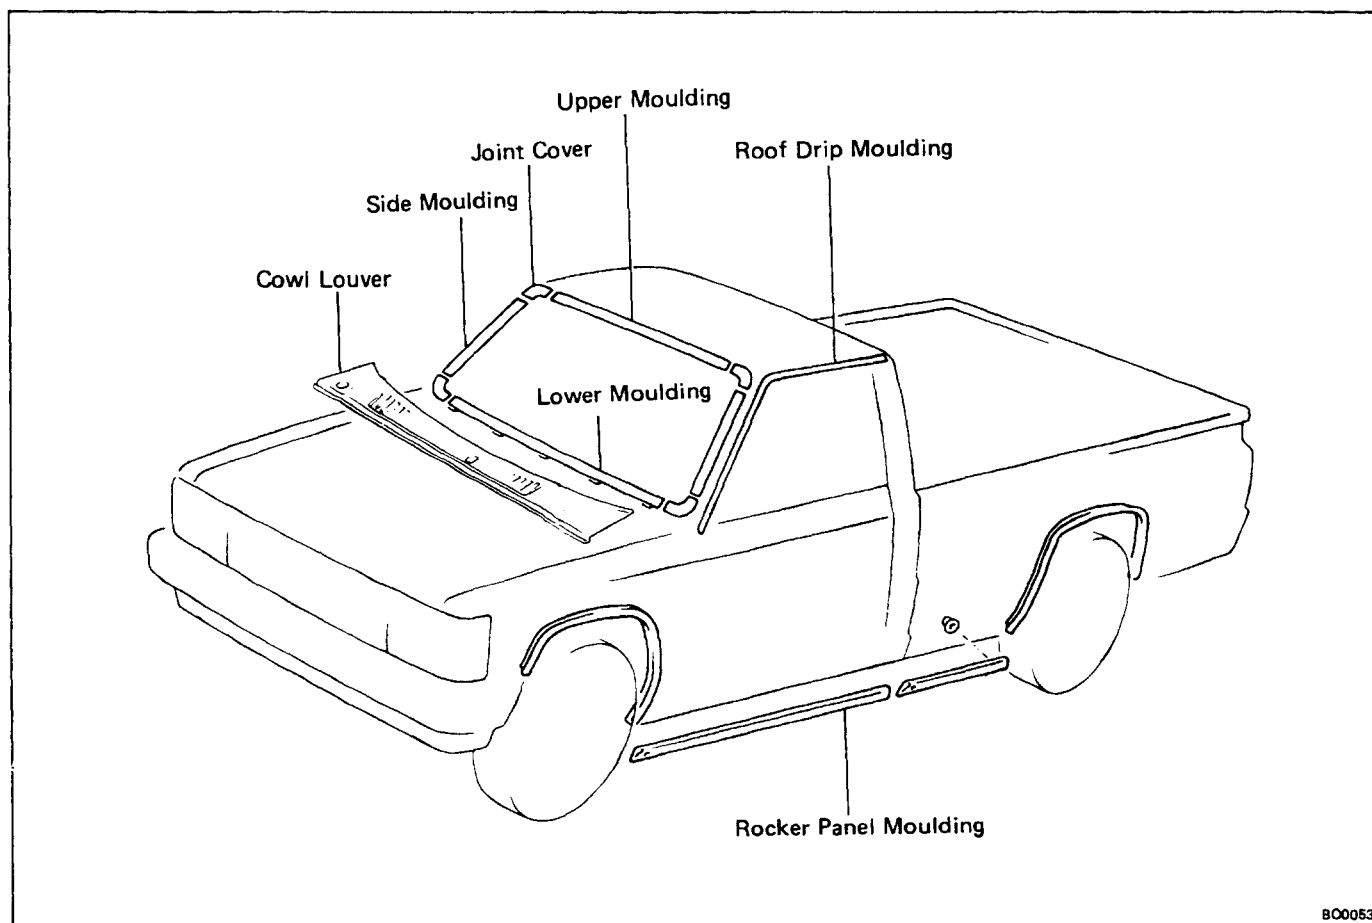 Upper Moulding
Joint Cover
Roof Drip Moulding
Side Moulding
Cowl Louver
Lower Moulding
Rocker Panel Moulding